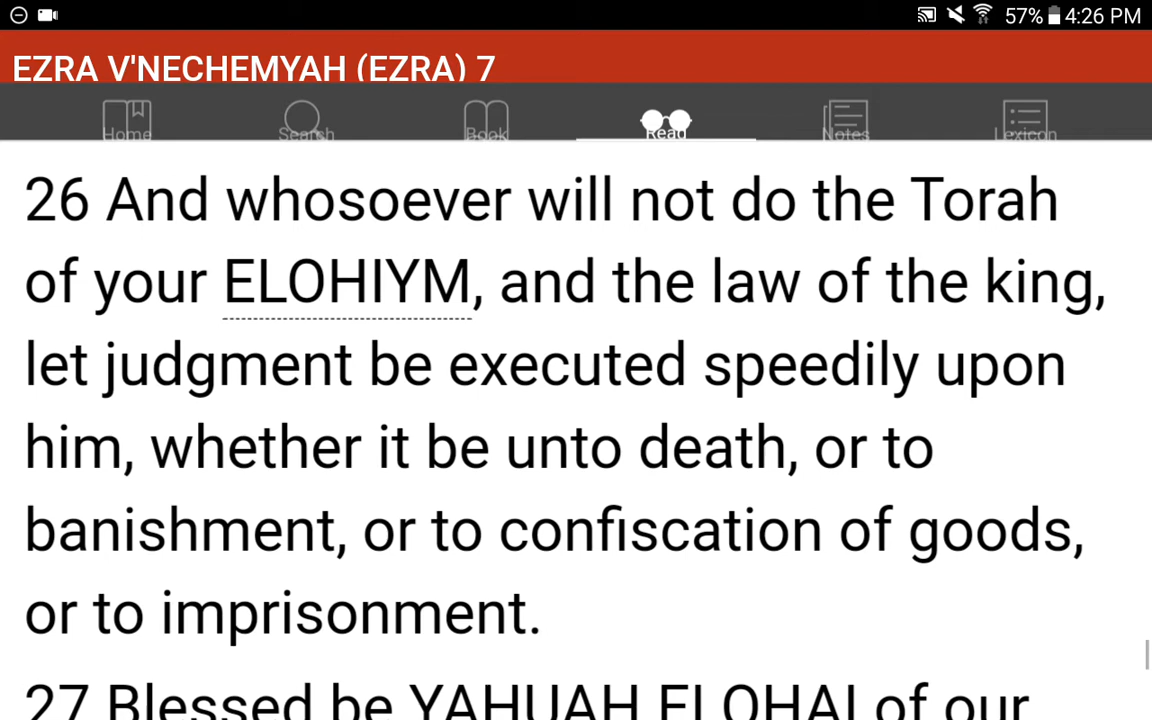 57% 4:26 PM
EZRA V'NECHEMYAH (EZRA) 7
Home Search Book Read Notes Lexicon
26 And whosoever will not do the Torah
of your ELOHIYM, and the law of the king,
let judgment be executed speedily upon
him, whether it be unto death, or to
banishment, or to confiscation of goods,
or to imprisonment.
27 Blessed be YAHUAH ELOHAI of our